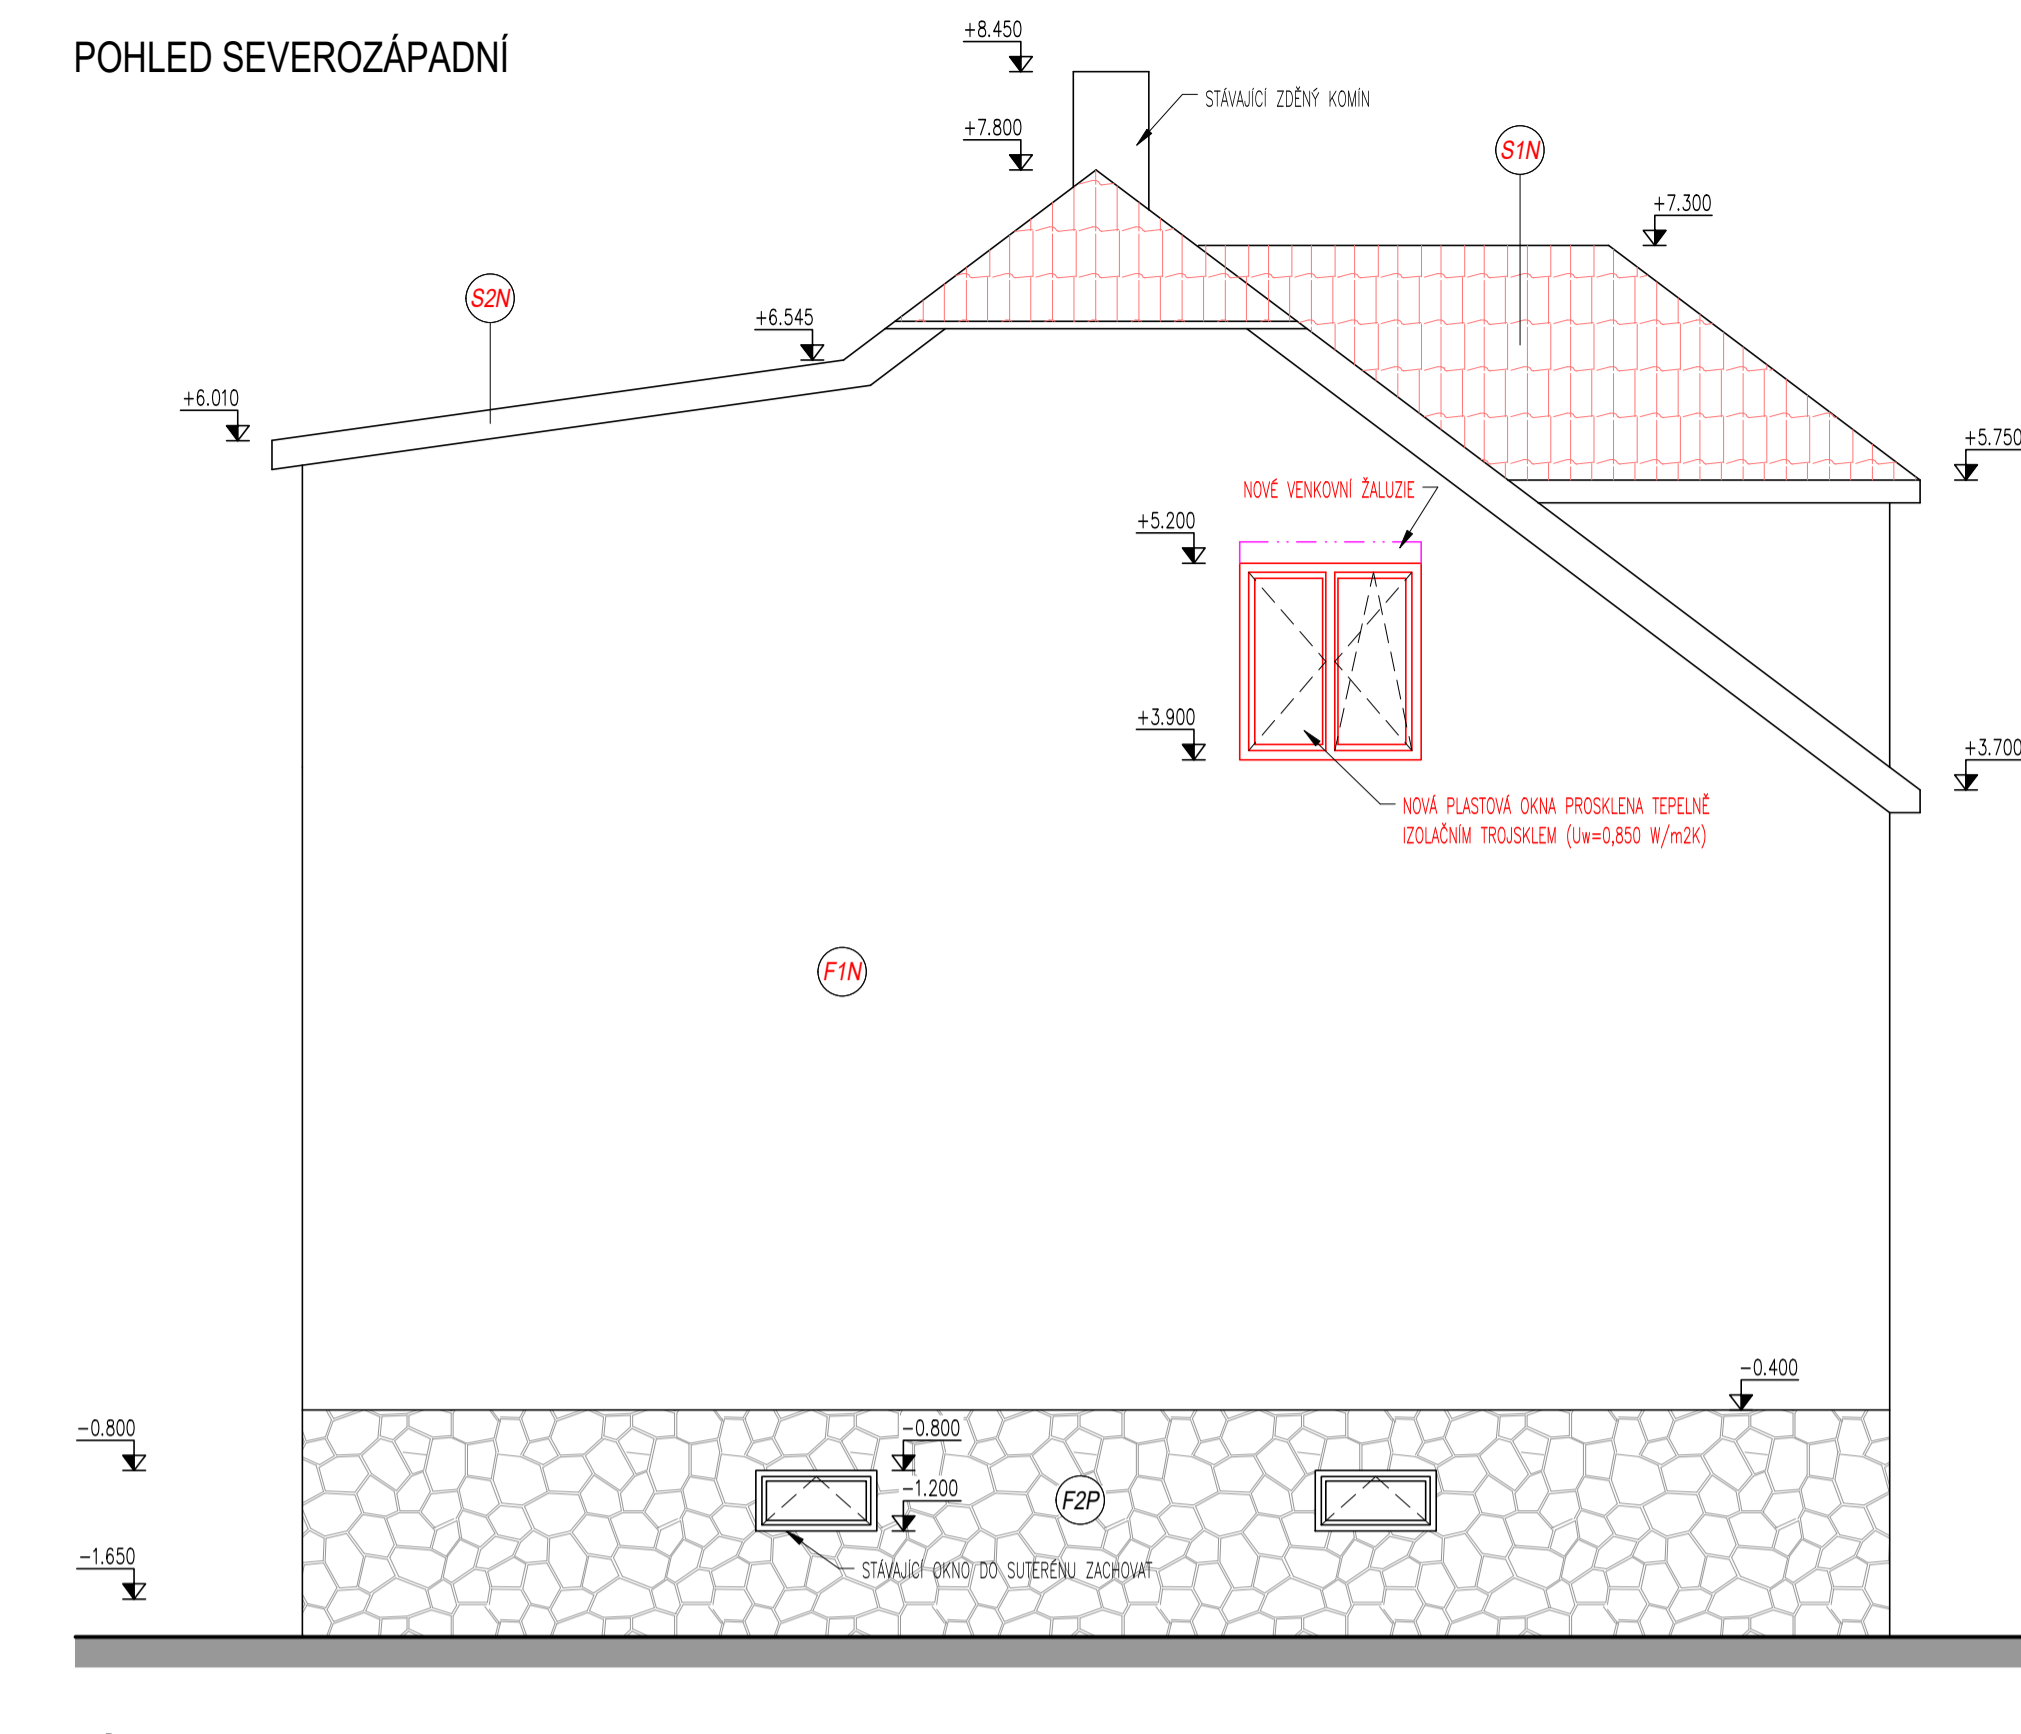 POHLED SEVEROZÁPADNÍ
+8.450
STÁVAJÍCÍ ZDĚNÝ KOMÍN
+7.800
S1N
+7.300
S2N
+6.545
+6.010
+5.750
NOVÉ VENKOVNÍ ŽALUZIE
+5.200
+3.900
+3.700
NOVÁ PLASTOVÁ OKNA PROSKLENA TEPELNĚ
IZOLAČNÍM TROJSKLEM (Uw=0,850 W/m2K)
F1N
-0.400
-0.800
-0.800
-1.200
F2P
-1.650
STÁVAJÍCÍ OKNO DO SUTERÉNU ZACHOVAT